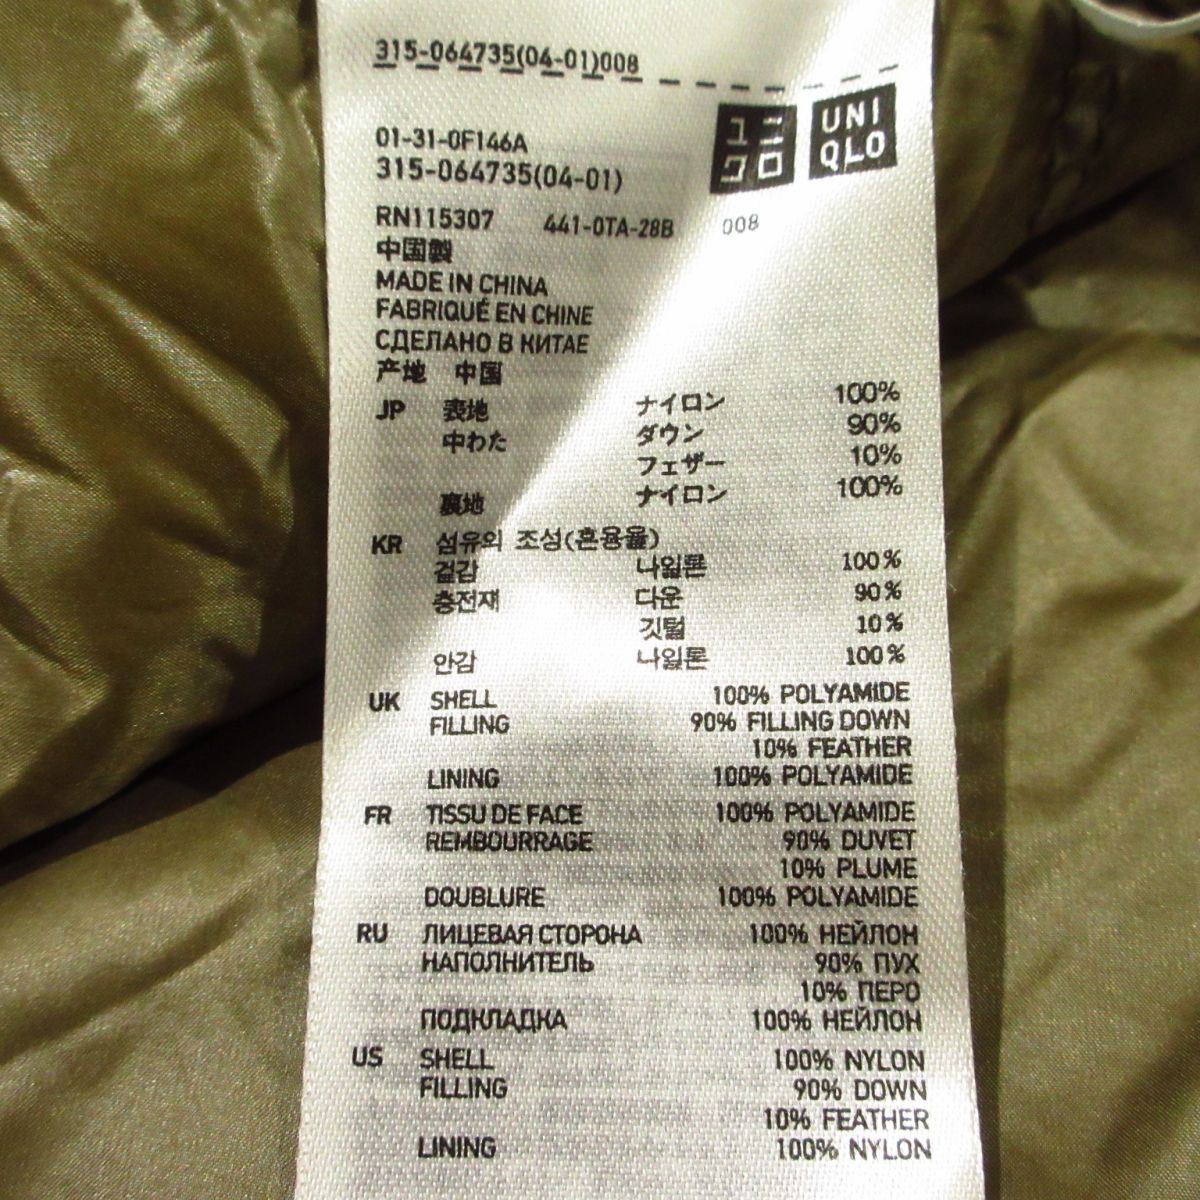 315-064735(04-01)008
ユニ
クロ
UNI
QLO
01-31-0F146A
315-064735(04-01)
RN115307 441-0TA-28B 008
中国製
MADE IN CHINA
FABRIQUÉ EN CHINE
СДЕЛАНО В КИТАЕ
产地 中国
JP 表地 ナイロン 100%
中わた ダウン 90%
フェザー 10%
裏地 ナイロン 100%
KR 섬유의 조성(혼용율)
겉감 나일론 100%
충전재 다운 90%
깃털 10%
안감 나일론 100%
UK SHELL 100% POLYAMIDE
FILLING 90% FILLING DOWN
10% FEATHER
LINING 100% POLYAMIDE
FR TISSU DE FACE 100% POLYAMIDE
REMBOURRAGE 90% DUVET
10% PLUME
DOUBLURE 100% POLYAMIDE
RU ЛИЦЕВАЯ СТОРОНА 100% НЕЙЛОН
НАПОЛНИТЕЛЬ 90% ПУХ
10% ПЕРО
ПОДКЛАДКА 100% НЕЙЛОН
US SHELL 100% NYLON
FILLING 90% DOWN
10% FEATHER
LINING 100% NYLON